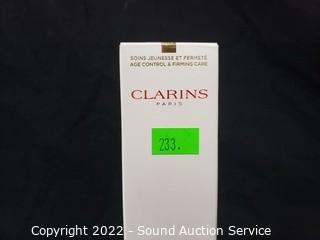 SOINS JEUNESSE ET FERMETÉ
AGE CONTROL & FIRMING CARE
CLARINS
PARIS
233.
Copyright 2022 - Sound Auction Service